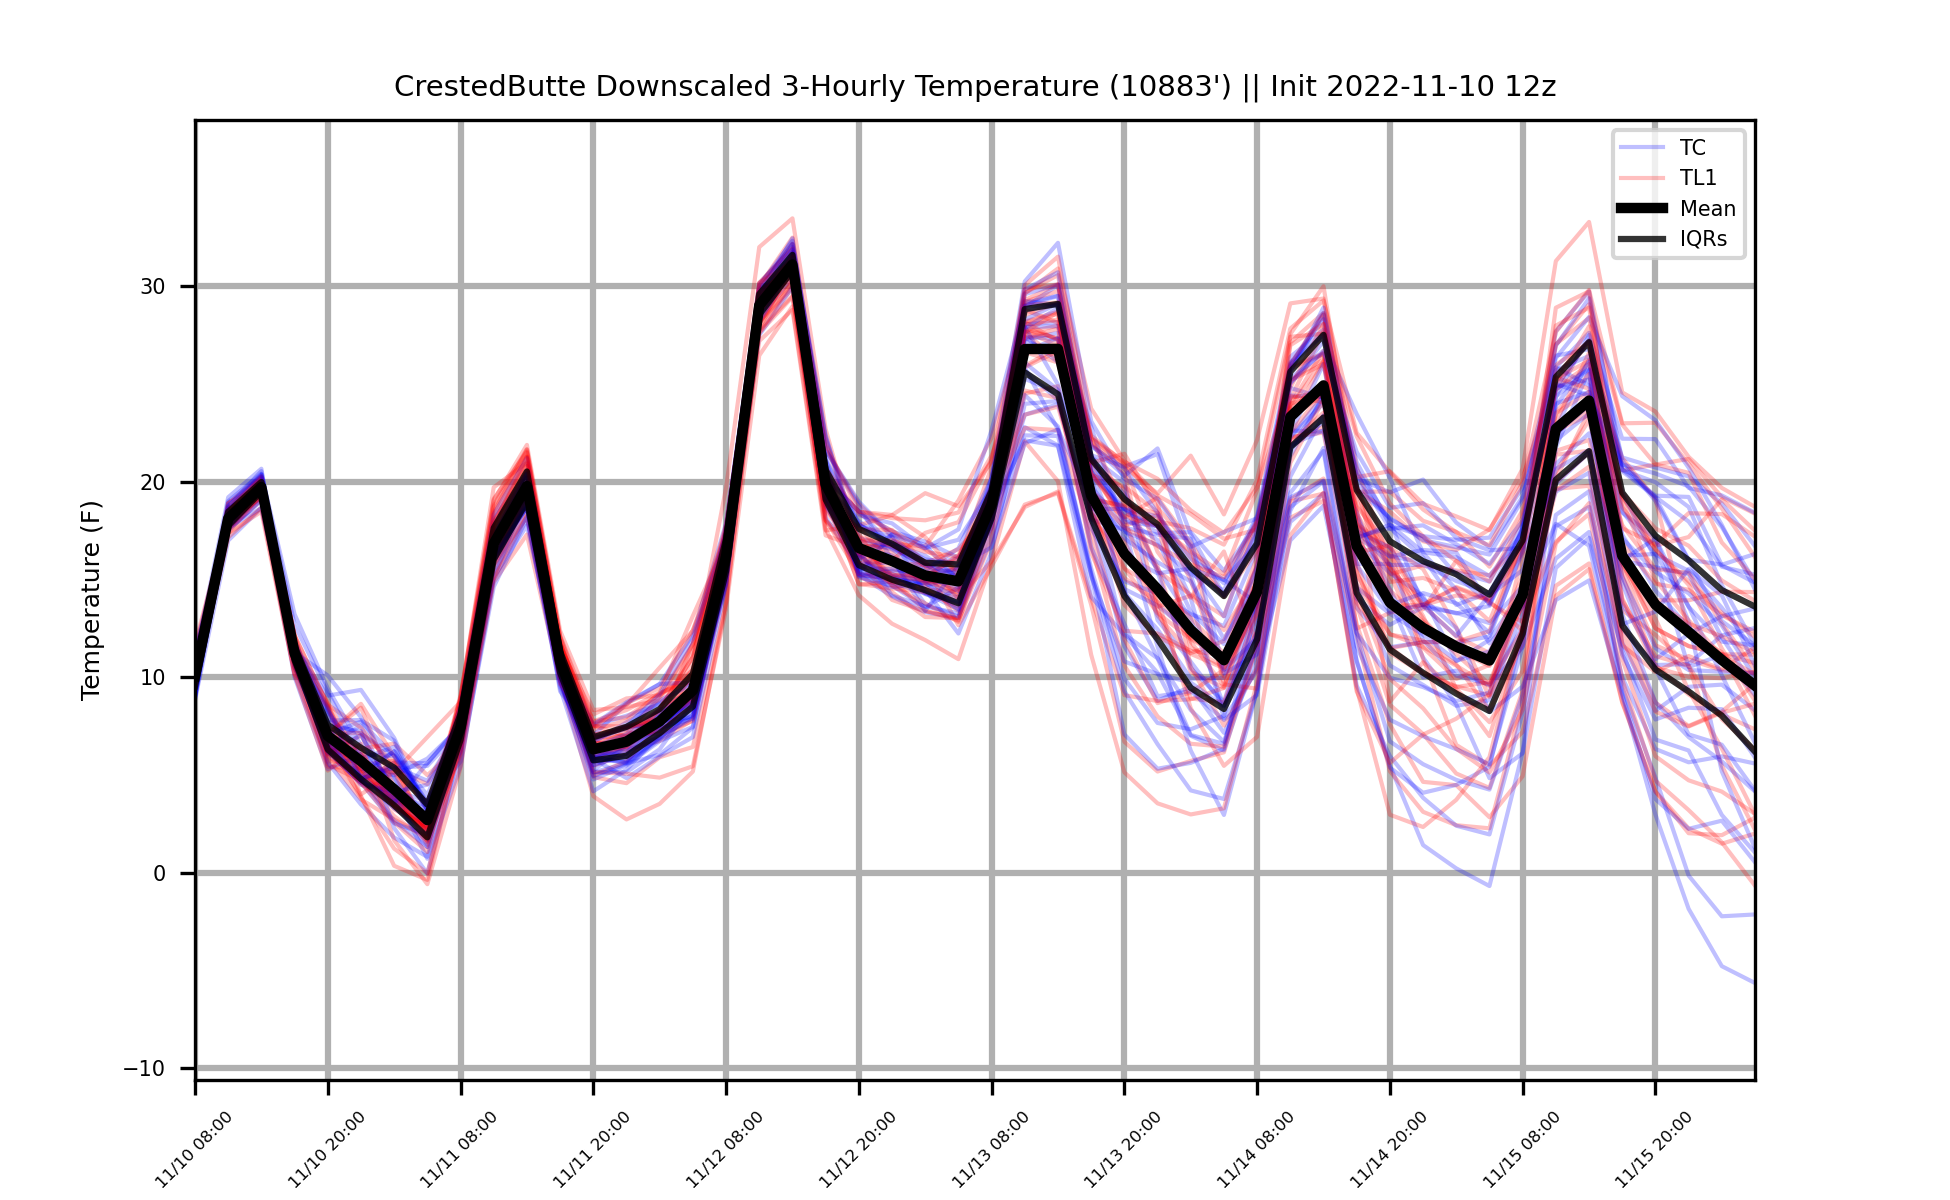 CrestedButte Downscaled 3-Hourly Temperature (10883') || Init 2022-11-10 12z
TC
TL1
Mean
IQRs
Temperature (F)
30
20
10
0
−10
11/10 08:00
11/10 20:00
11/11 08:00
11/11 20:00
11/12 08:00
11/12 20:00
11/13 08:00
11/13 20:00
11/14 08:00
11/14 20:00
11/15 08:00
11/15 20:00